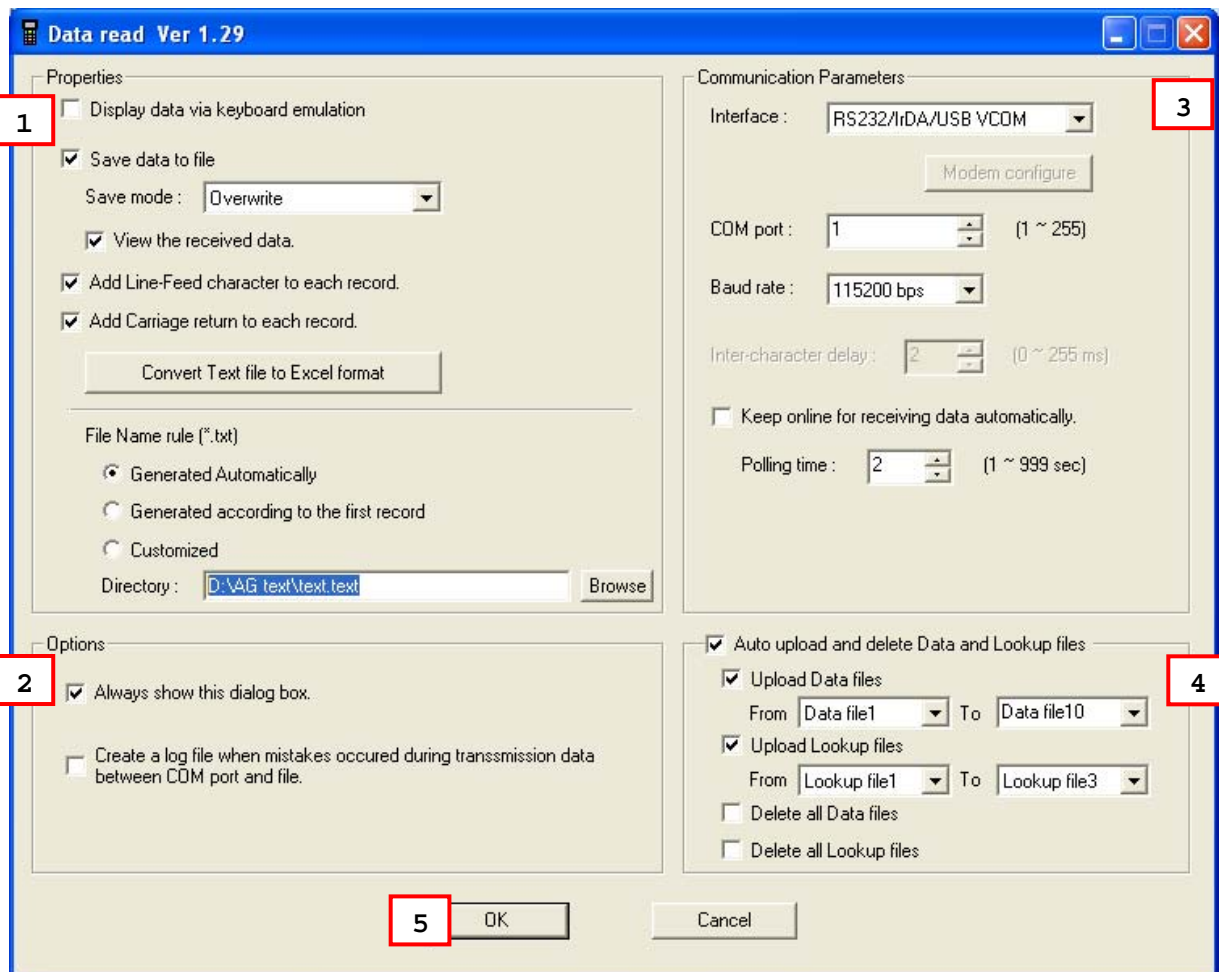 Data read Ver 1.29
Properties
1
Display data via keyboard emulation
Save data to file
Save mode : Overwrite
View the received data.
Add Line-Feed character to each record.
Add Carriage return to each record.
Convert Text file to Excel format
File Name rule (*.txt)
Generated Automatically
Generated according to the first record
Customized
Directory : D:\AG text\text.text Browse
Communication Parameters
3
Interface : RS232/IrDA/USB VCOM
Modem configure
COM port : 1 (1 ~ 255)
Baud rate : 115200 bps
Inter-character delay : 2 (0 ~ 255 ms)
Keep online for receiving data automatically.
Polling time : 2 (1 ~ 999 sec)
Options
2
Always show this dialog box.
Create a log file when mistakes occured during transsmission data
between COM port and file.
Auto upload and delete Data and Lookup files
4
Upload Data files
From Data file1 To Data file10
Upload Lookup files
From Lookup file1 To Lookup file3
Delete all Data files
Delete all Lookup files
5
OK Cancel